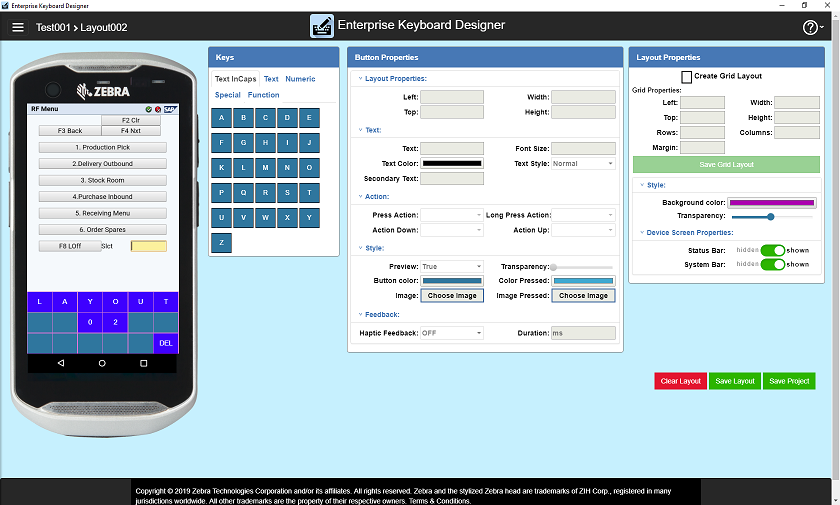 Enterprise Keyboard Designer
Test001 > Layout002
Enterprise Keyboard Designer
?
ZEBRA
RF Menu
SAP
F2 Clr
F3 Back
F4 Nxt
1. Production Pick
2.Delivery Outbound
3. Stock Room
4.Purchase Inbound
5. Receiving Menu
6. Order Spares
F8 LOff
Slct
L A Y O U T
0 2
DEL
Keys
Text InCaps Text Numeric
Special Function
A B C D E
F G H I J
K L M N O
P Q R S T
U V W X Y
Z
Button Properties
Layout Properties:
Left: Width:
Top: Height:
Text:
Text: Font Size:
Text Color: Text Style: Normal
Secondary Text:
Action:
Press Action: Long Press Action:
Action Down: Action Up:
Style:
Preview: True Transparency:
Button color: Color Pressed:
Image: Choose Image Image Pressed: Choose Image
Feedback:
Haptic Feedback: OFF Duration: ms
Layout Properties
Create Grid Layout
Grid Properties:
Left: Width:
Top: Height:
Rows: Columns:
Margin:
Save Grid Layout
Style:
Background color:
Transparency:
Device Screen Properties:
Status Bar: hidden shown
System Bar: hidden shown
Clear Layout Save Layout Save Project
Copyright © 2019 Zebra Technologies Corporation and/or its affiliates. All rights reserved. Zebra and the stylized Zebra head are trademarks of ZIH Corp., registered in many
jurisdictions worldwide. All other trademarks are the property of their respective owners. Terms & Conditions.